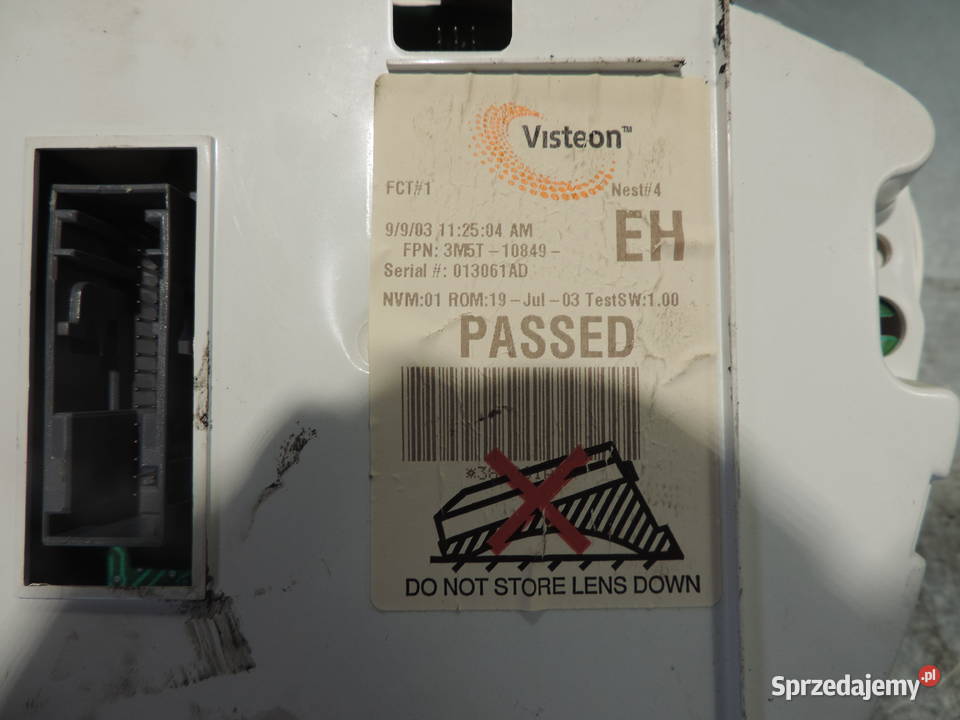 Visteon™
FCT#1 Nest#4
9/9/03 11:25:04 AM EH
FPN: 3M5T-10849-
Serial #: 013061AD
NVM:01 ROM:19-Jul-03 TestSW:1.00
PASSED
DO NOT STORE LENS DOWN
Sprzedajemy.pl